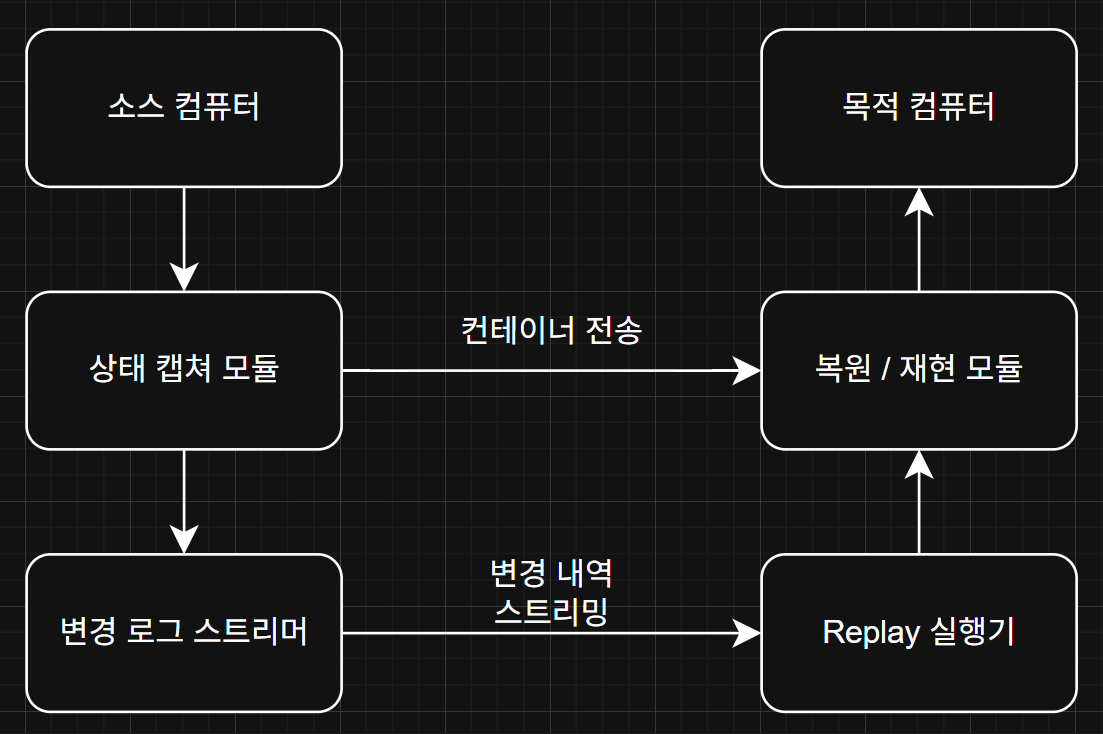 소스 컴퓨터
목적 컴퓨터
상태 캡쳐 모듈
컨테이너 전송
복원 / 재현 모듈
변경 로그 스트리머
변경 내역
스트리밍
Replay 실행기